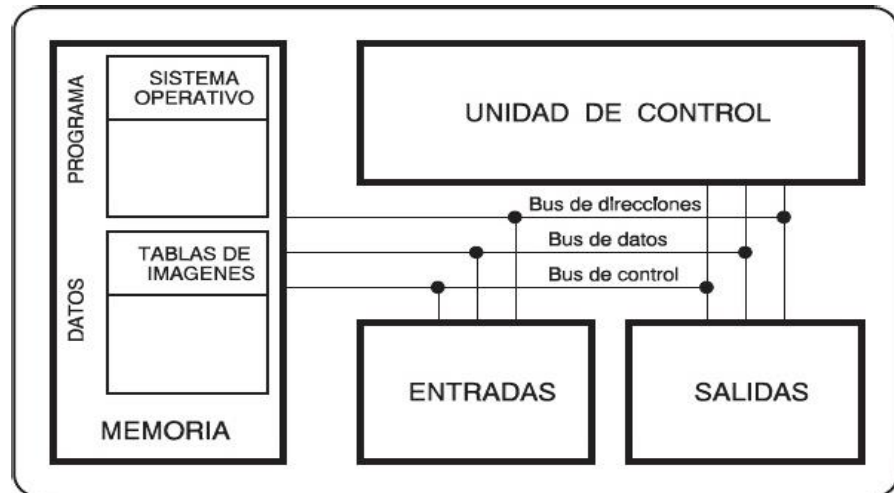 PROGRAMA
SISTEMA
OPERATIVO
DATOS
TABLAS DE
IMAGENES
MEMORIA
UNIDAD DE CONTROL
Bus de direcciones
Bus de datos
Bus de control
ENTRADAS
SALIDAS